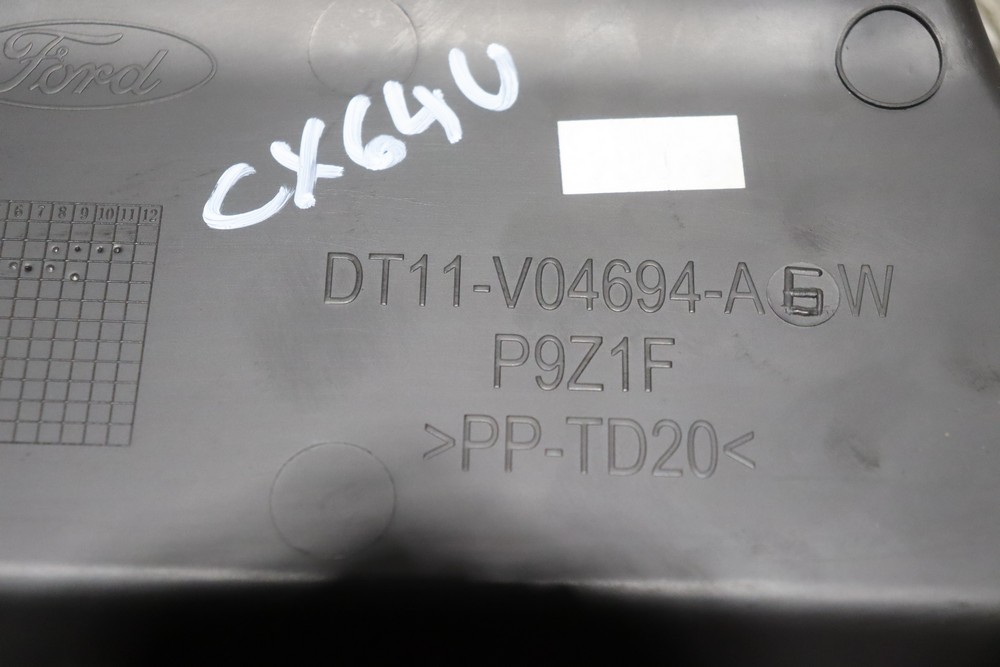 Ford
CX64U
6 7 8 9 10 11 12
DT11-V04694-A5W
P9Z1F
>PP-TD20<